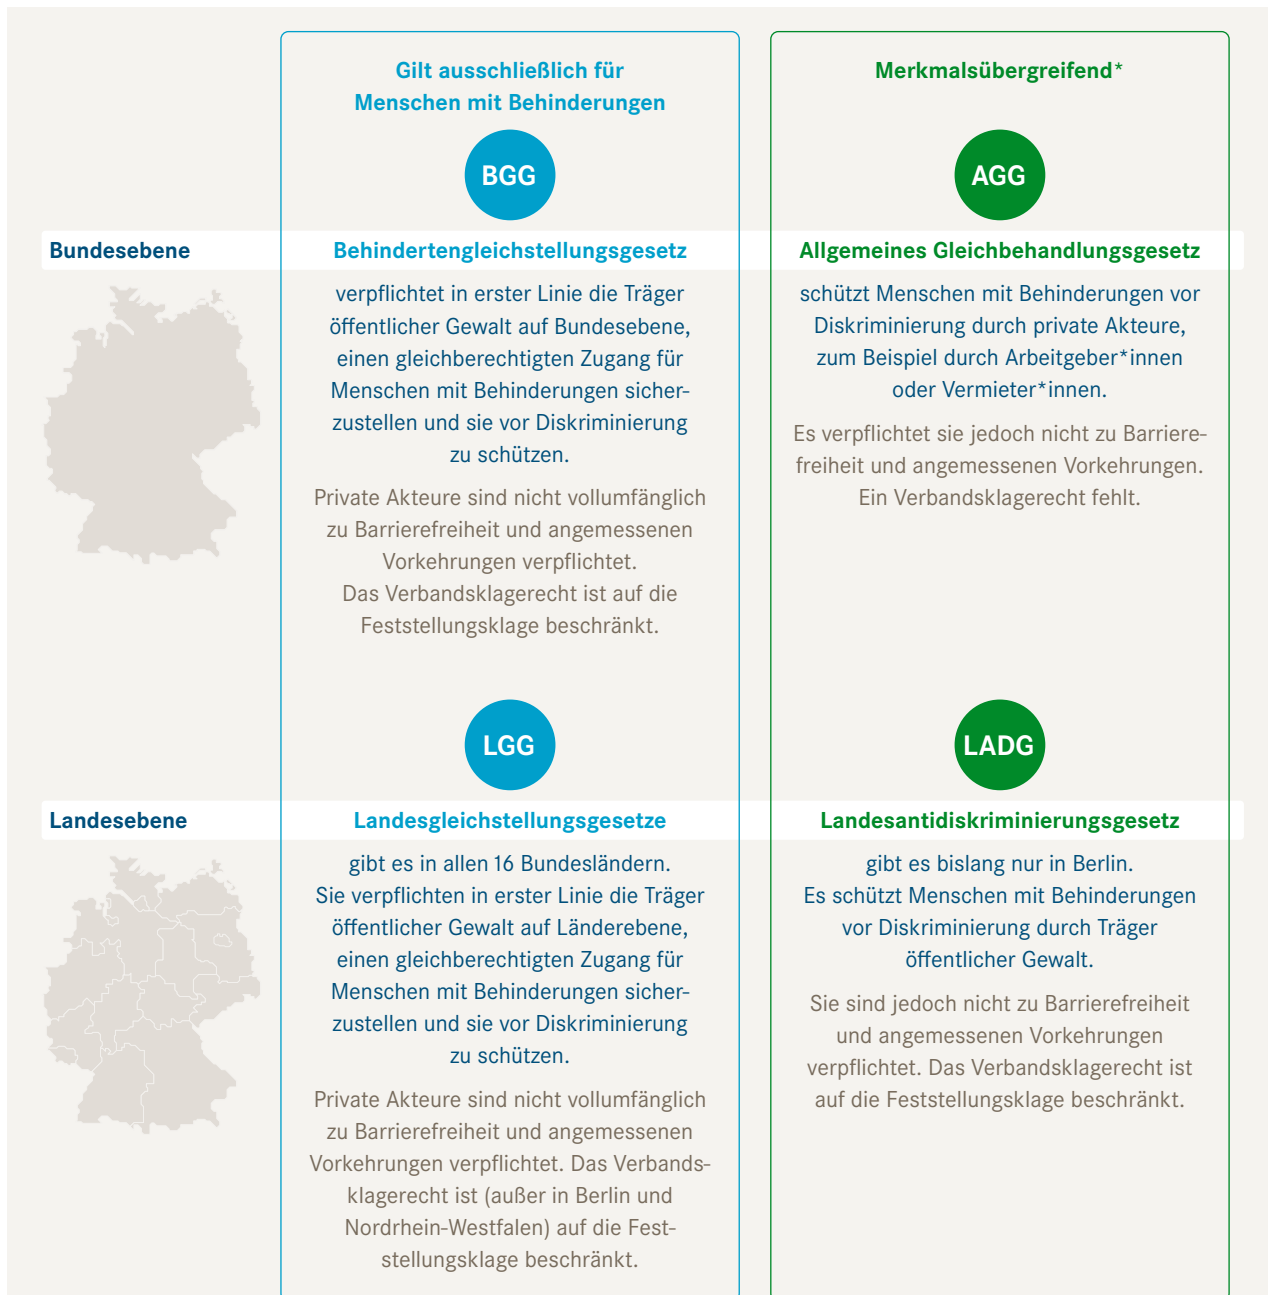 Gilt ausschließlich für
Menschen mit Behinderungen
Merkmalsübergreifend*
BGG
AGG
Bundesebene
Behindertengleichstellungsgesetz
Allgemeines Gleichbehandlungsgesetz
verpflichtet in erster Linie die Träger
öffentlicher Gewalt auf Bundesebene,
einen gleichberechtigten Zugang für
Menschen mit Behinderungen sicher-
zustellen und sie vor Diskriminierung
zu schützen.
Private Akteure sind nicht vollumfänglich
zu Barrierefreiheit und angemessenen
Vorkehrungen verpflichtet.
Das Verbandsklagerecht ist auf die
Feststellungsklage beschränkt.
schützt Menschen mit Behinderungen vor
Diskriminierung durch private Akteure,
zum Beispiel durch Arbeitgeber*innen
oder Vermieter*innen.
Es verpflichtet sie jedoch nicht zu Barriere-
freiheit und angemessenen Vorkehrungen.
Ein Verbandsklagerecht fehlt.
LGG
LADG
Landesebene
Landesgleichstellungsgesetze
Landesantidiskriminierungsgesetz
gibt es in allen 16 Bundesländern.
Sie verpflichten in erster Linie die Träger
öffentlicher Gewalt auf Länderebene,
einen gleichberechtigten Zugang für
Menschen mit Behinderungen sicher-
zustellen und sie vor Diskriminierung
zu schützen.
Private Akteure sind nicht vollumfänglich
zu Barrierefreiheit und angemessenen
Vorkehrungen verpflichtet. Das Verbands-
klagerecht ist (außer in Berlin und
Nordrhein-Westfalen) auf die Fest-
stellungsklage beschränkt.
gibt es bislang nur in Berlin.
Es schützt Menschen mit Behinderungen
vor Diskriminierung durch Träger
öffentlicher Gewalt.
Sie sind jedoch nicht zu Barrierefreiheit
und angemessenen Vorkehrungen
verpflichtet. Das Verbandsklagerecht ist
auf die Feststellungsklage beschränkt.